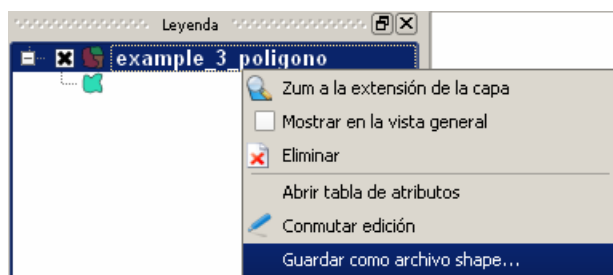 Leyenda
example_3_poligono
Zum a la extensión de la capa
Mostrar en la vista general
Eliminar
Abrir tabla de atributos
Conmutar edición
Guardar como archivo shape...